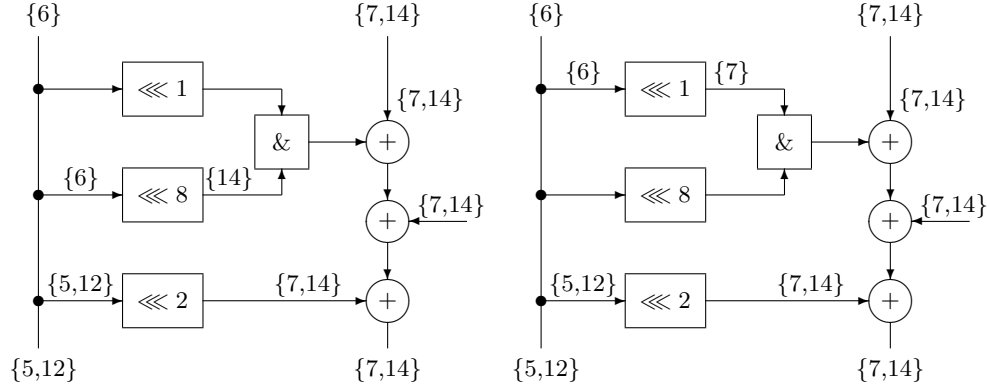 {6} {7,14} {6} {7,14}
⋘ 1 {6} ⋘ 1 {7}
{7,14} {7,14}
& + & +
{6} ⋘ 8 {14} ⋘ 8
{7,14} {7,14}
+ +
{5,12} ⋘ 2 {7,14} + {5,12} ⋘ 2 {7,14} +
{5,12} {7,14} {5,12} {7,14}